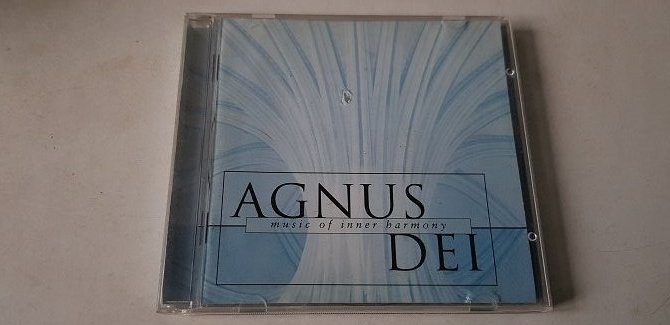 AGNUS
music of inner harmony
DEI